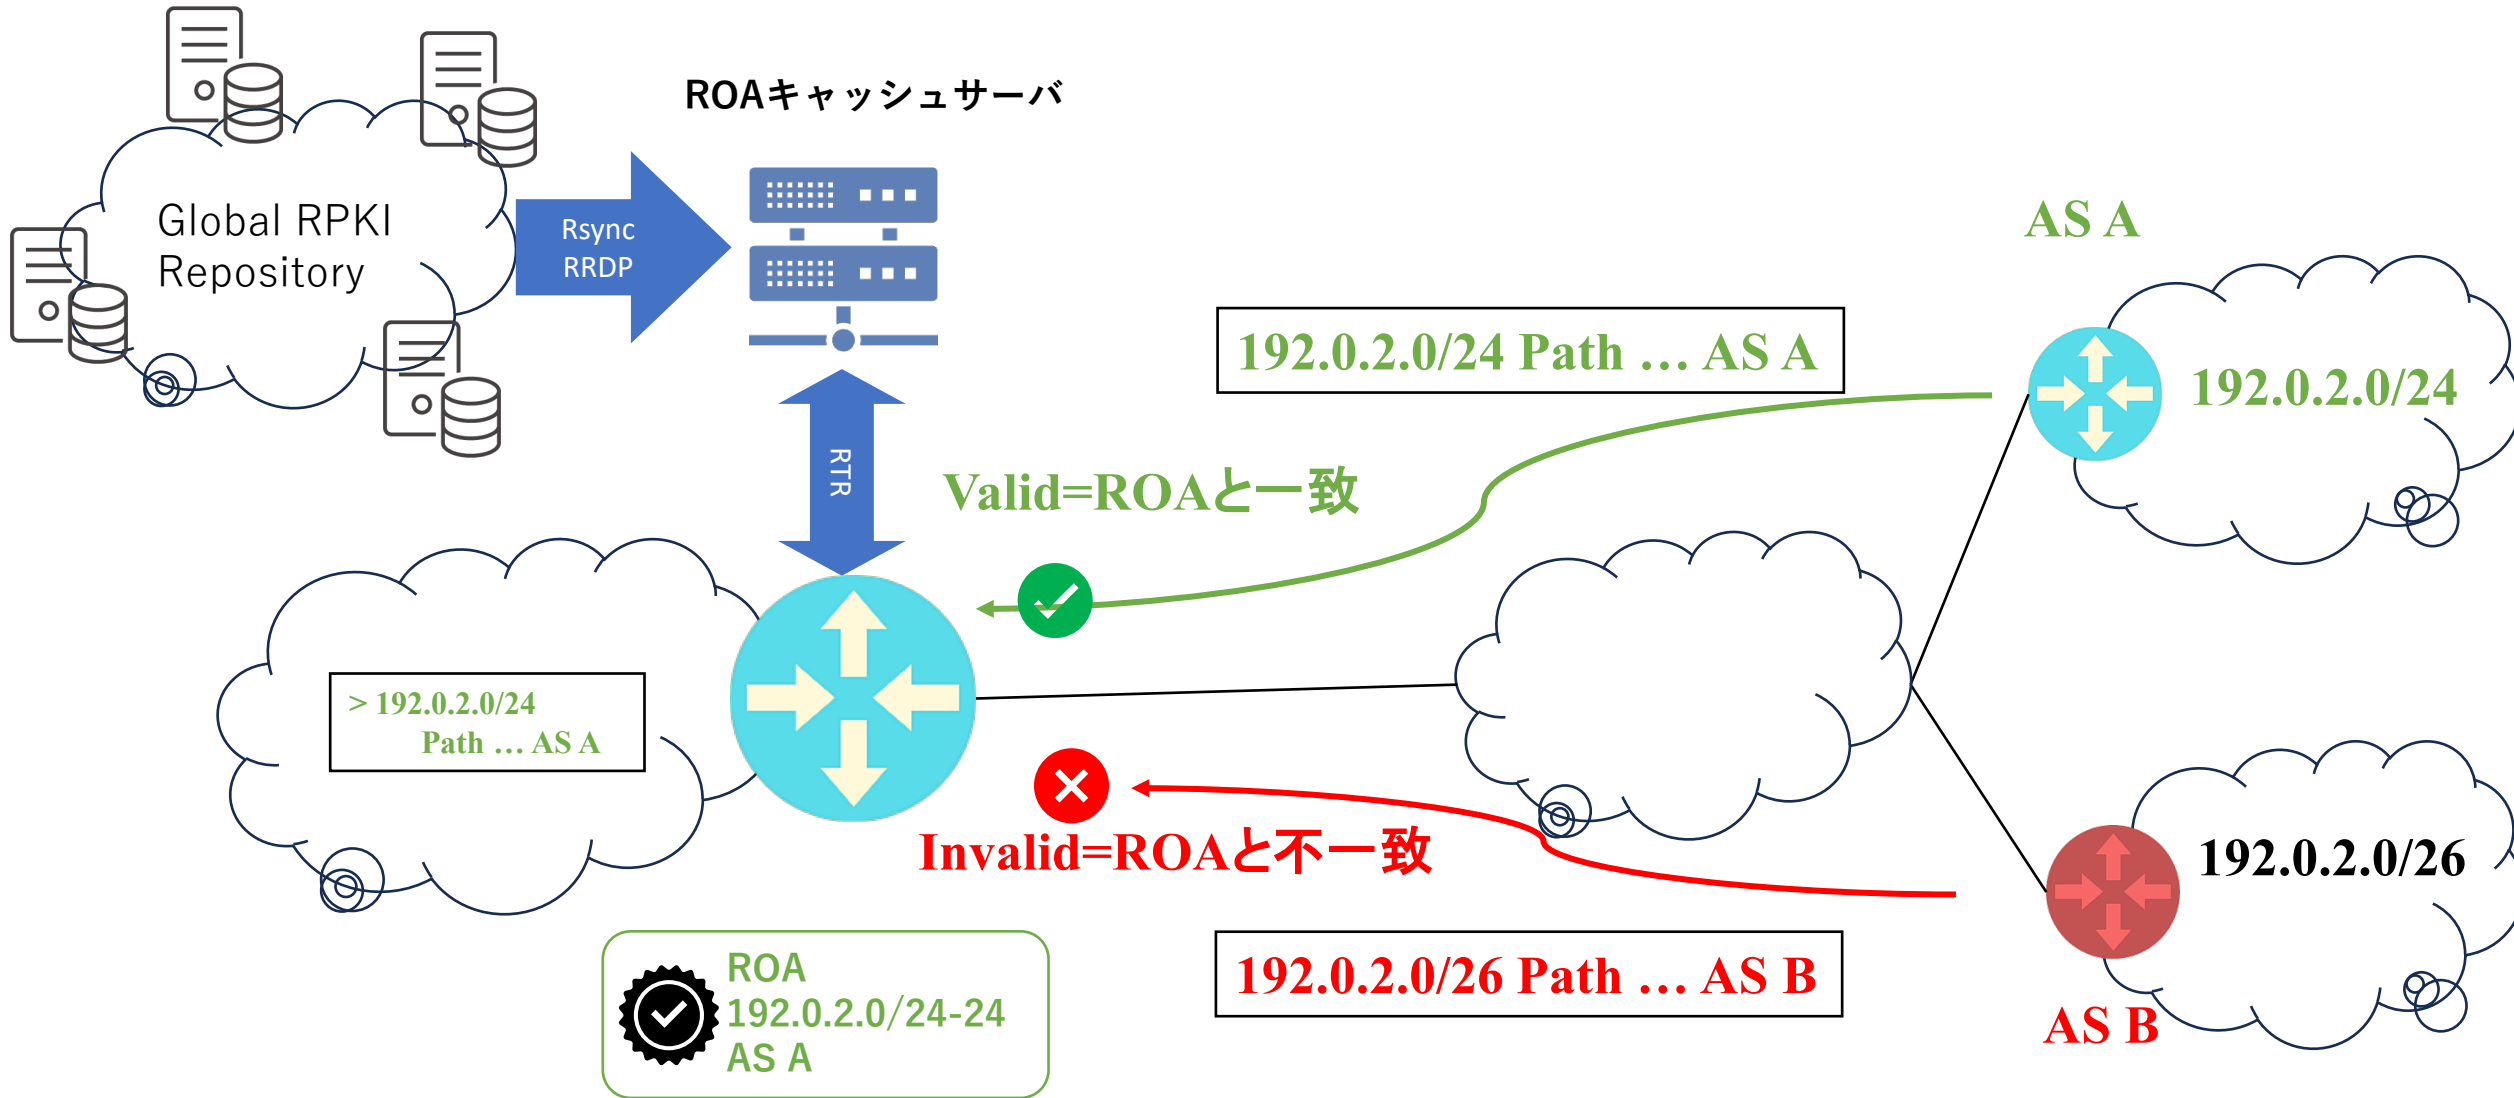 ROAキャッシュサーバ
Global RPKI
Repository
Rsync
RRDP
AS A
192.0.2.0/24 Path … AS A
192.0.2.0/24
RTR
Valid=ROAと一致
> 192.0.2.0/24
Path … AS A
Invalid=ROAと不一致
192.0.2.0/26
192.0.2.0/26 Path … AS B
AS B
ROA
192.0.2.0/24-24
AS A